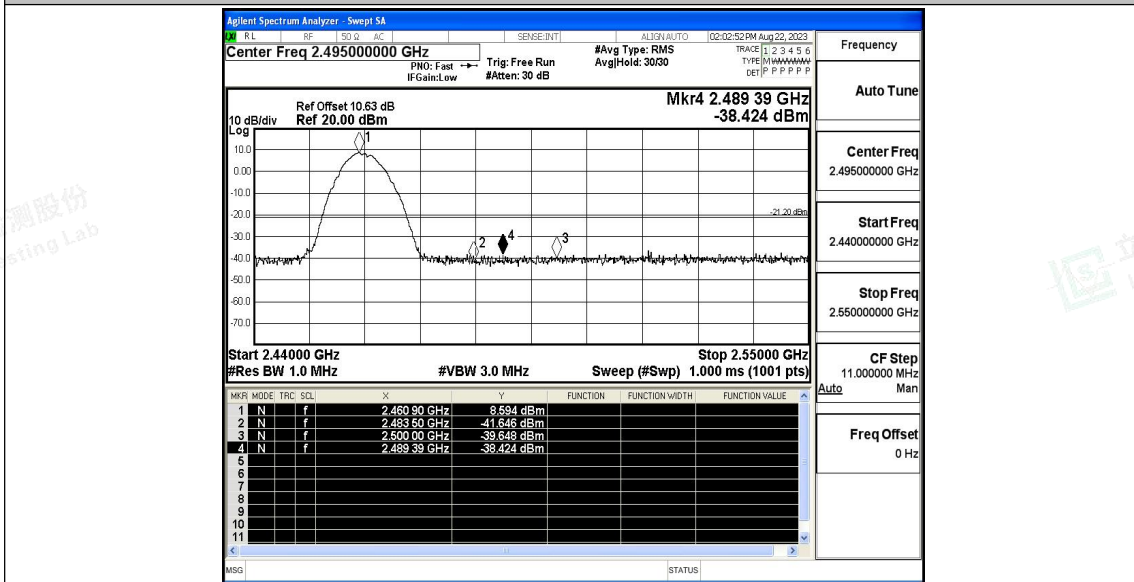 Agilent Spectrum Analyzer - Swept SA
LXI RL RF 50 Ω AC SENSE:INT ALIGN AUTO 02:02:52 PM Aug 22, 2023
Center Freq 2.495000000 GHz
PNO: Fast
IFGain:Low
Trig: Free Run
#Atten: 30 dB
#Avg Type: RMS
Avg|Hold: 30/30
TRACE 1 2 3 4 5 6
TYPE MWWWWW
DET P P P P P P
Mkr4 2.489 39 GHz
-38.424 dBm
Ref Offset 10.63 dB
10 dB/div Ref 20.00 dBm
Log
10.0
0.00
-10.0
-20.0
-30.0
-40.0
-50.0
-60.0
-70.0
1
2
4
3
-21.20 dBm
Start 2.44000 GHz Stop 2.55000 GHz
#Res BW 1.0 MHz #VBW 3.0 MHz Sweep (#Swp) 1.000 ms (1001 pts)
MKR MODE TRC SCL X Y FUNCTION FUNCTION WIDTH FUNCTION VALUE
1 N f 2.460 90 GHz 8.594 dBm
2 N f 2.483 50 GHz -41.646 dBm
3 N f 2.500 00 GHz -39.648 dBm
4 N f 2.489 39 GHz -38.424 dBm
5
6
7
8
9
10
11
MSG STATUS
Frequency
Auto Tune
Center Freq
2.495000000 GHz
Start Freq
2.440000000 GHz
Stop Freq
2.550000000 GHz
CF Step
11.000000 MHz
Auto Man
Freq Offset
0 Hz
测股份
sting Lab
立
LCS